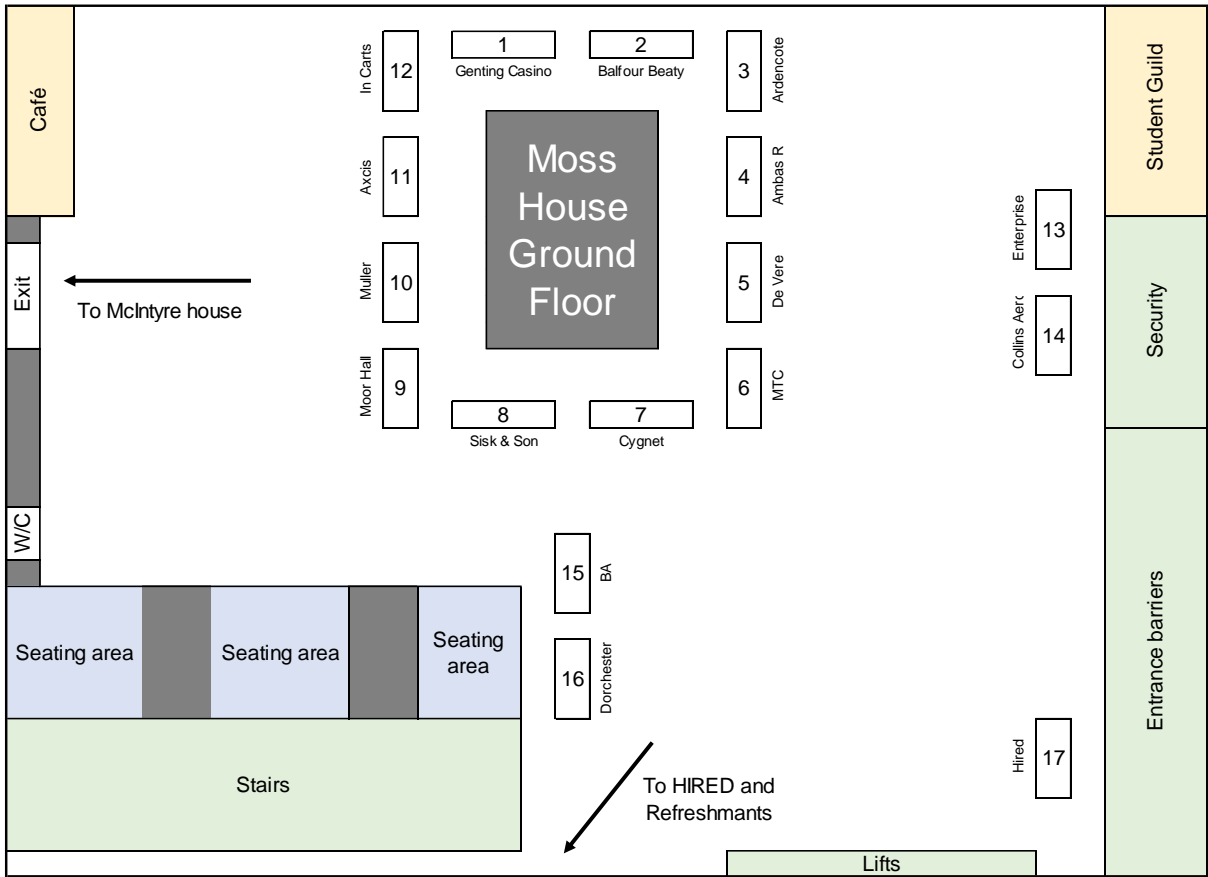 Café
Exit
W/C
To McIntyre house
12
In Carts
11
Axcis
10
Muller
9
Moor Hall
1
Genting Casino
2
Balfour Beaty
3
Ardencote
4
Ambas R
5
De Vere
6
MTC
7
Cygnet
8
Sisk & Son
Moss
House
Ground
Floor
13
Enterprise
14
Collins Aerc
Student Guild
Security
Entrance barriers
15
BA
16
Dorchester
17
Hired
Seating area
Seating area
Seating
area
Stairs
To HIRED and
Refreshmants
Lifts